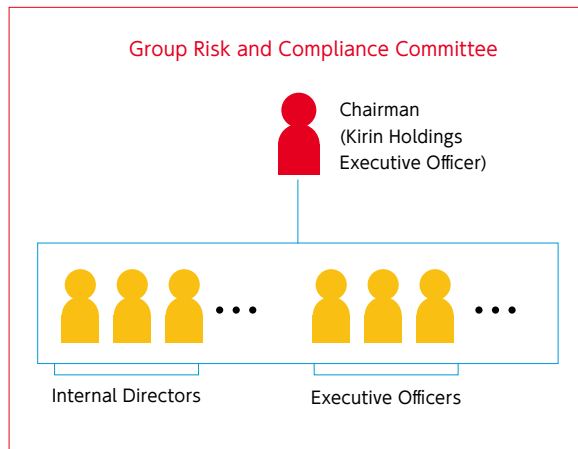 Group Risk and Compliance Committee
Chairman
(Kirin Holdings
Executive Officer)
Internal Directors
Executive Officers